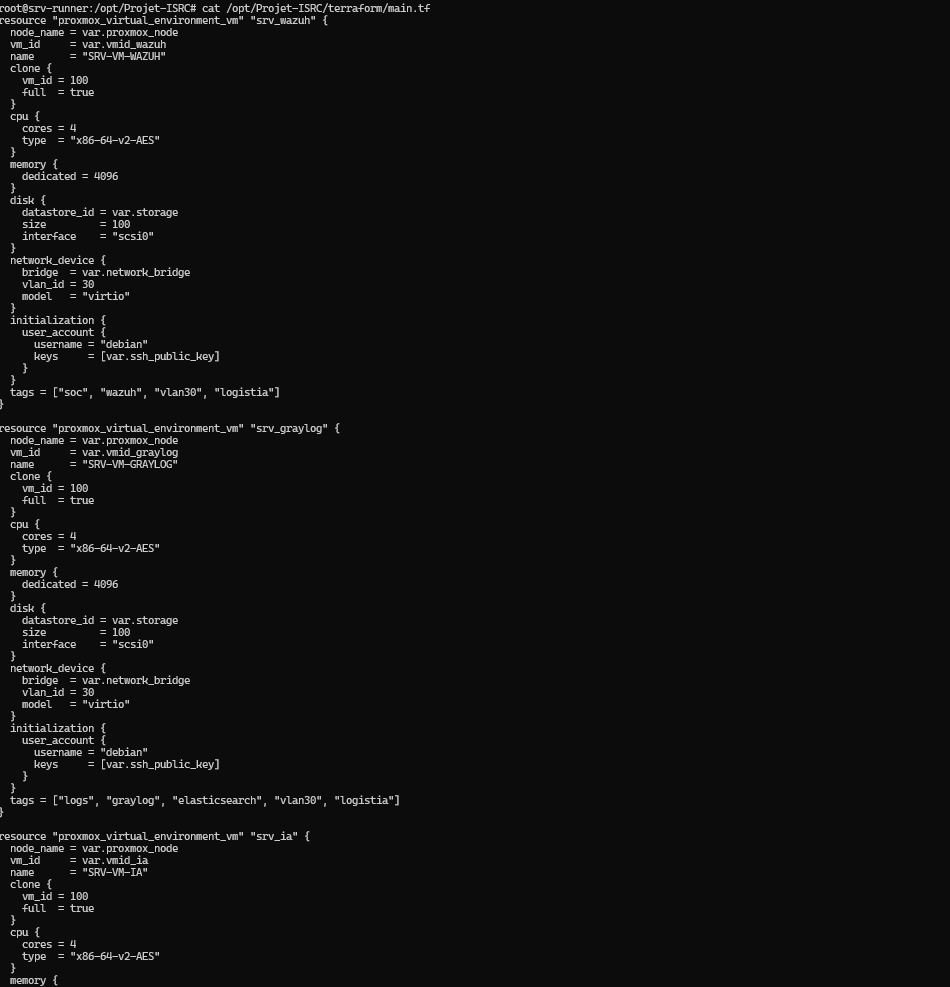 root@srv-runner:/opt/Projet-ISRC# cat /opt/Projet-ISRC/terraform/main.tf
resource "proxmox_virtual_environment_vm" "srv_wazuh" {
  node_name = var.proxmox_node
  vm_id     = var.vmid_wazuh
  name      = "SRV-VM-WAZUH"
  clone {
    vm_id = 100
    full  = true
  }
  cpu {
    cores = 4
    type  = "x86-64-v2-AES"
  }
  memory {
    dedicated = 4096
  }
  disk {
    datastore_id = var.storage
    size         = 100
    interface    = "scsi0"
  }
  network_device {
    bridge  = var.network_bridge
    vlan_id = 30
    model   = "virtio"
  }
  initialization {
    user_account {
      username = "debian"
      keys     = [var.ssh_public_key]
    }
  }
  tags = ["soc", "wazuh", "vlan30", "logistia"]
}

resource "proxmox_virtual_environment_vm" "srv_graylog" {
  node_name = var.proxmox_node
  vm_id     = var.vmid_graylog
  name      = "SRV-VM-GRAYLOG"
  clone {
    vm_id = 100
    full  = true
  }
  cpu {
    cores = 4
    type  = "x86-64-v2-AES"
  }
  memory {
    dedicated = 4096
  }
  disk {
    datastore_id = var.storage
    size         = 100
    interface    = "scsi0"
  }
  network_device {
    bridge  = var.network_bridge
    vlan_id = 30
    model   = "virtio"
  }
  initialization {
    user_account {
      username = "debian"
      keys     = [var.ssh_public_key]
    }
  }
  tags = ["logs", "graylog", "elasticsearch", "vlan30", "logistia"]
}

resource "proxmox_virtual_environment_vm" "srv_ia" {
  node_name = var.proxmox_node
  vm_id     = var.vmid_ia
  name      = "SRV-VM-IA"
  clone {
    vm_id = 100
    full  = true
  }
  cpu {
    cores = 4
    type  = "x86-64-v2-AES"
  }
  memory {